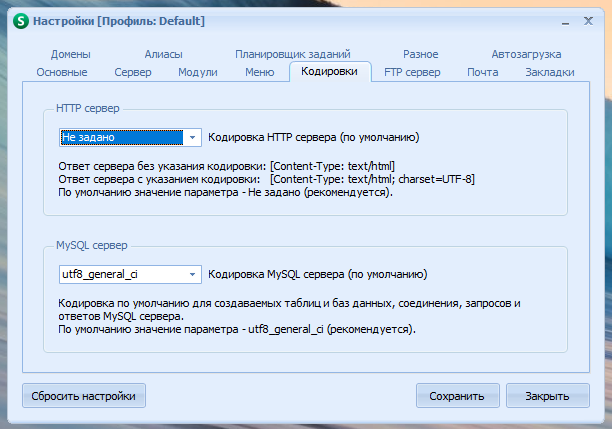 Настройки [Профиль: Default]
Домены Алиасы Планировщик заданий Разное Автозагрузка
Основные Сервер Модули Меню Кодировки FTP сервер Почта Закладки
HTTP сервер
Не задано Кодировка HTTP сервера (по умолчанию)
Ответ сервера без указания кодировки: [Content-Type: text/html]
Ответ сервера с указанием кодировки: [Content-Type: text/html; charset=UTF-8]
По умолчанию значение параметра - Не задано (рекомендуется).
MySQL сервер
utf8_general_ci Кодировка MySQL сервера (по умолчанию)
Кодировка по умолчанию для создаваемых таблиц и баз данных, соединения, запросов и
ответов MySQL сервера.
По умолчанию значение параметра - utf8_general_ci (рекомендуется).
Сбросить настройки Сохранить Закрыть